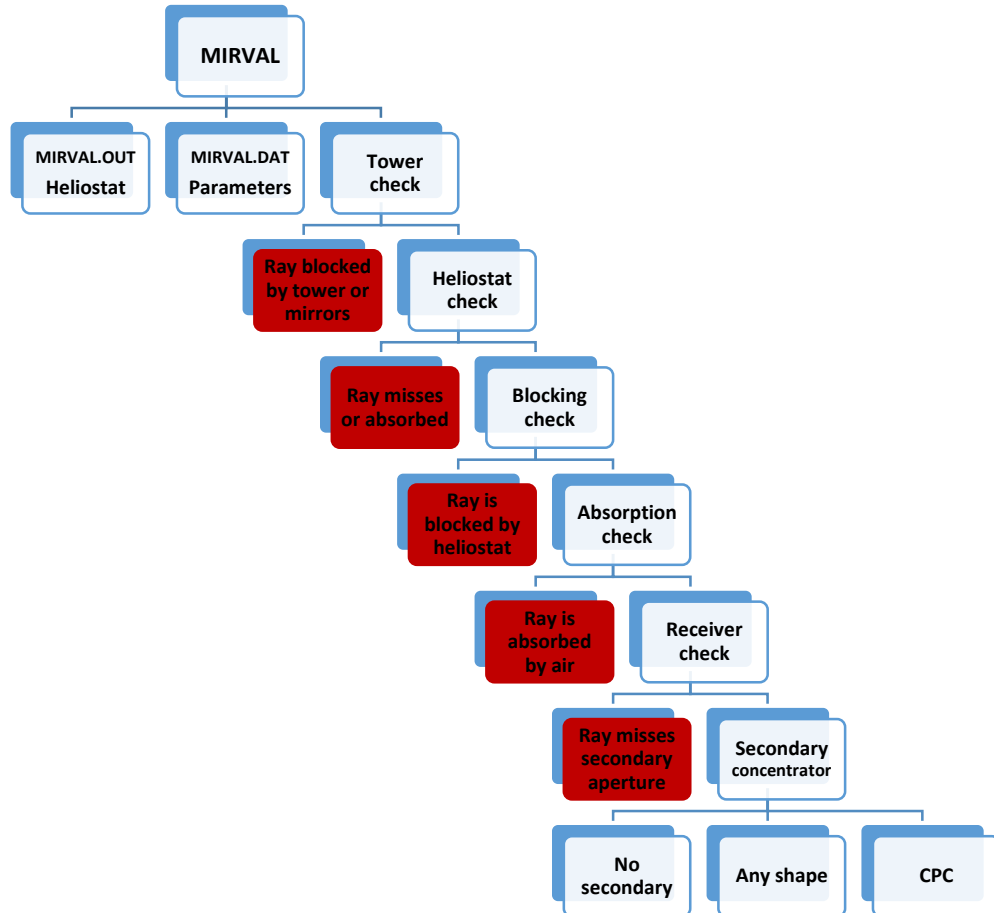 MIRVAL
MIRVAL.OUT
Heliostat
MIRVAL.DAT
Parameters
Tower
check
Ray blocked
by tower or
mirrors
Heliostat
check
Ray misses
or absorbed
Blocking
check
Ray is
blocked by
heliostat
Absorption
check
Ray is
absorbed
by air
Receiver
check
Ray misses
secondary
aperture
Secondary
concentrator
No
secondary
Any shape
CPC